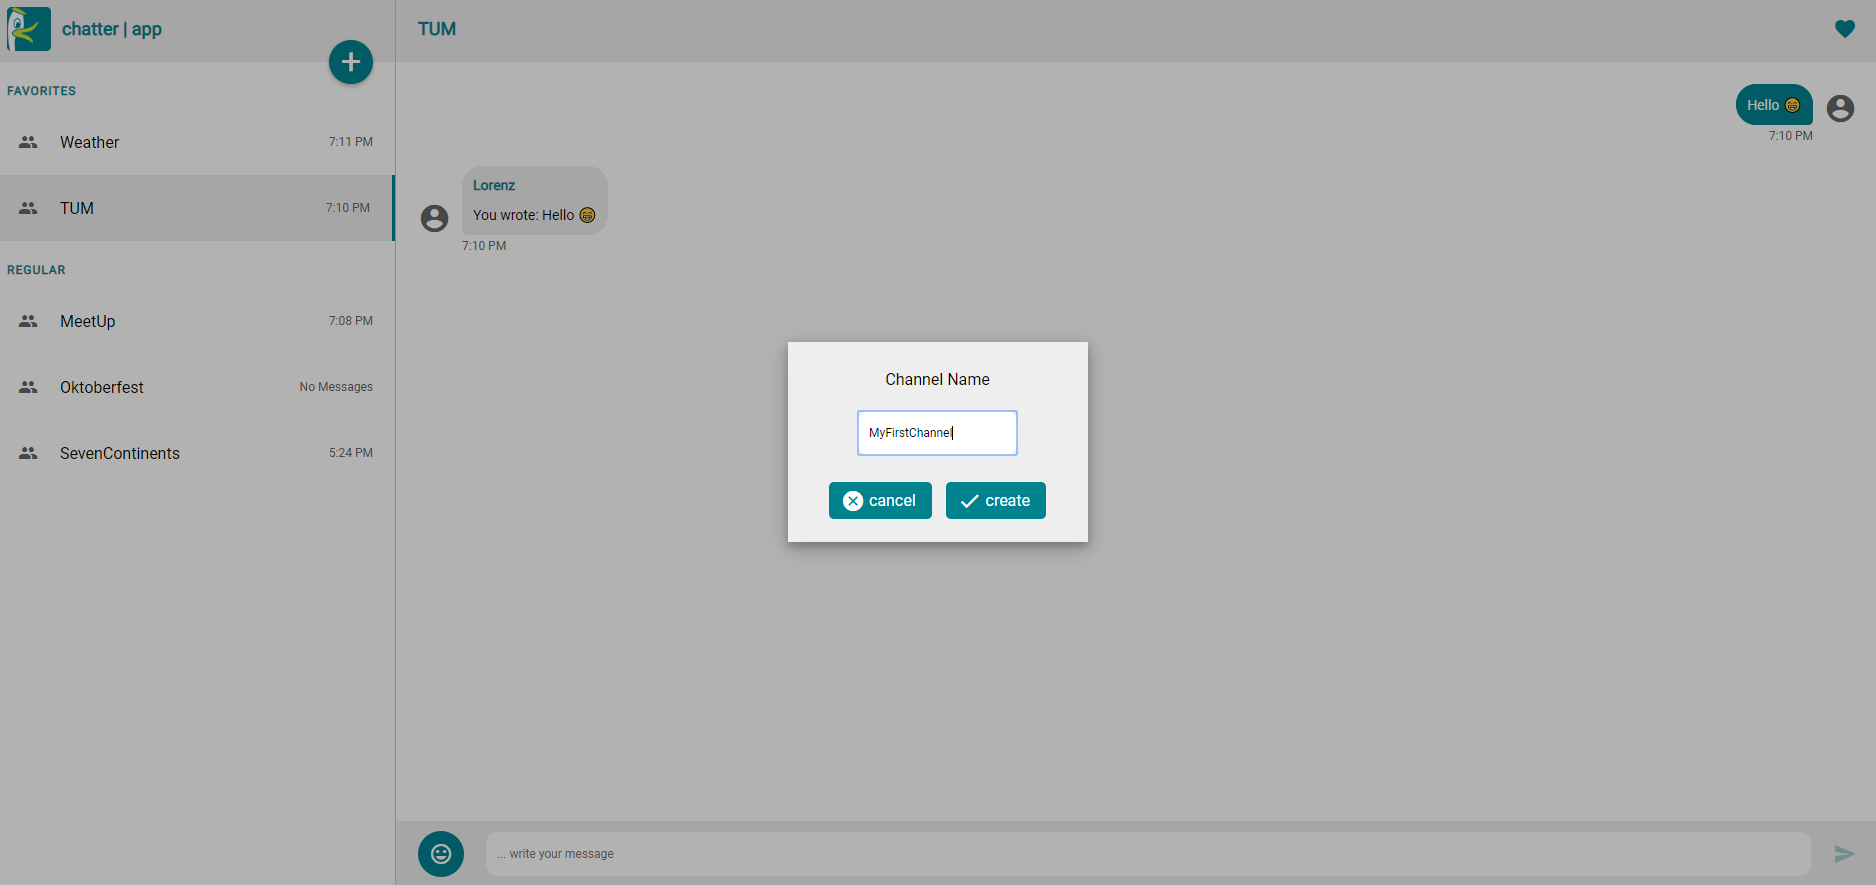 chatter | app
TUM
FAVORITES
Weather
7:11 PM
TUM
7:10 PM
REGULAR
MeetUp
7:08 PM
Oktoberfest
No Messages
SevenContinents
5:24 PM
Hello 😁
7:10 PM
Lorenz
You wrote: Hello 😁
7:10 PM
Channel Name
MyFirstChannel
cancel
create
... write your message